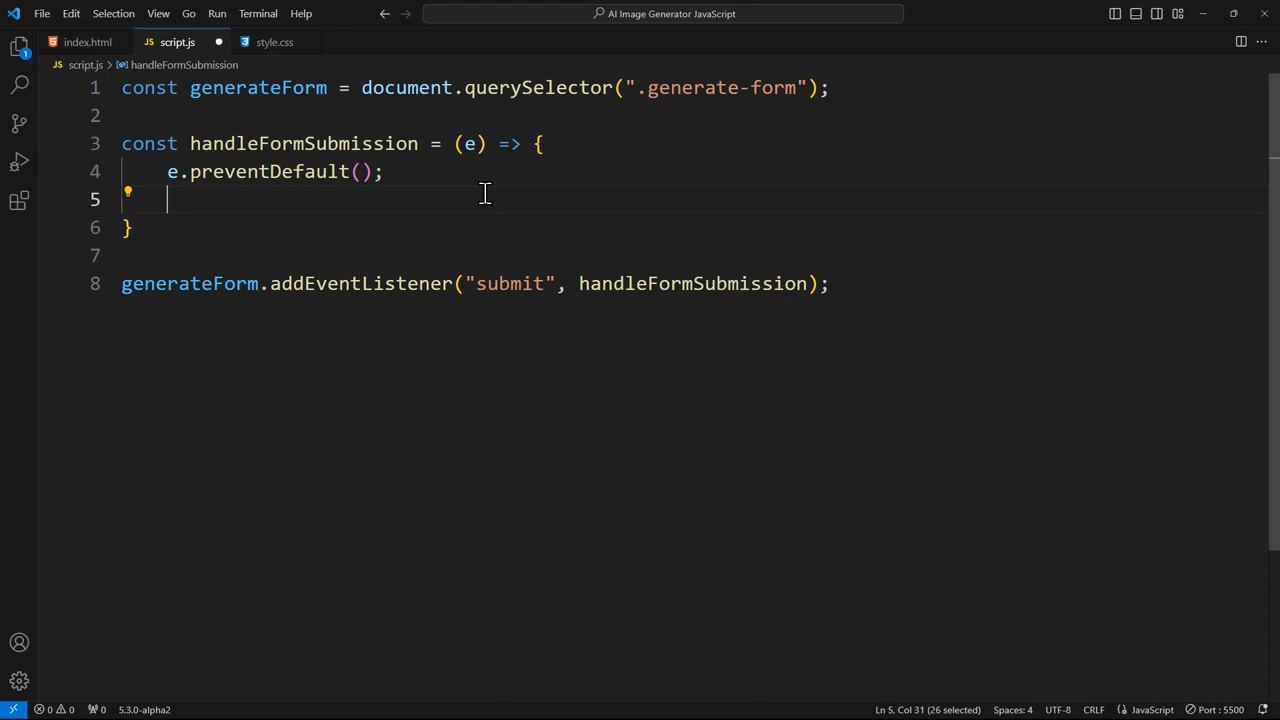 File Edit Selection View Go Run Terminal Help AI Image Generator JavaScript
index.html JS script.js style.css
JS script.js handleFormSubmission
1 const generateForm = document.querySelector(".generate-form");
2
3 const handleFormSubmission = (e) => {
4 e.preventDefault();
5
6 }
7
8 generateForm.addEventListener("submit", handleFormSubmission);
1
0 0 0 5.3.0-alpha2 Ln 5, Col 31 (26 selected) Spaces: 4 UTF-8 CRLF JavaScript Port : 5500